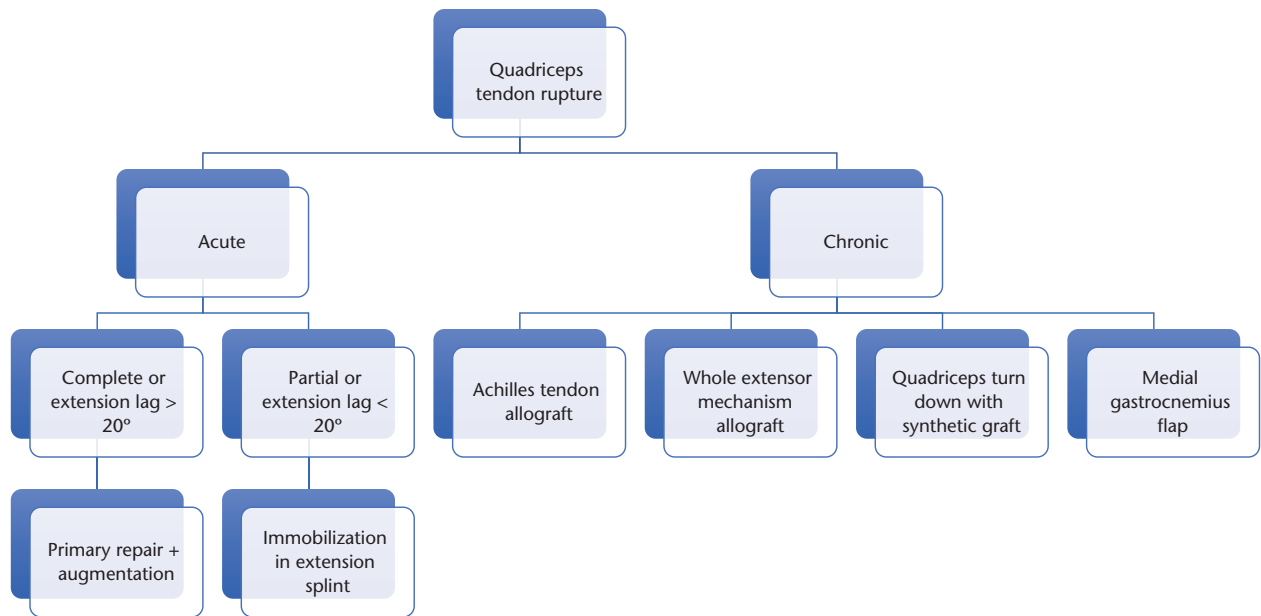 Quadriceps
tendon rupture
Acute
Chronic
Complete or
extension lag >
20º
Partial or
extension lag <
20º
Achilles tendon
allograft
Whole extensor
mechanism
allograft
Quadriceps turn
down with
synthetic graft
Medial
gastrocnemius
flap
Primary repair +
augmentation
Immobilization
in extension
splint